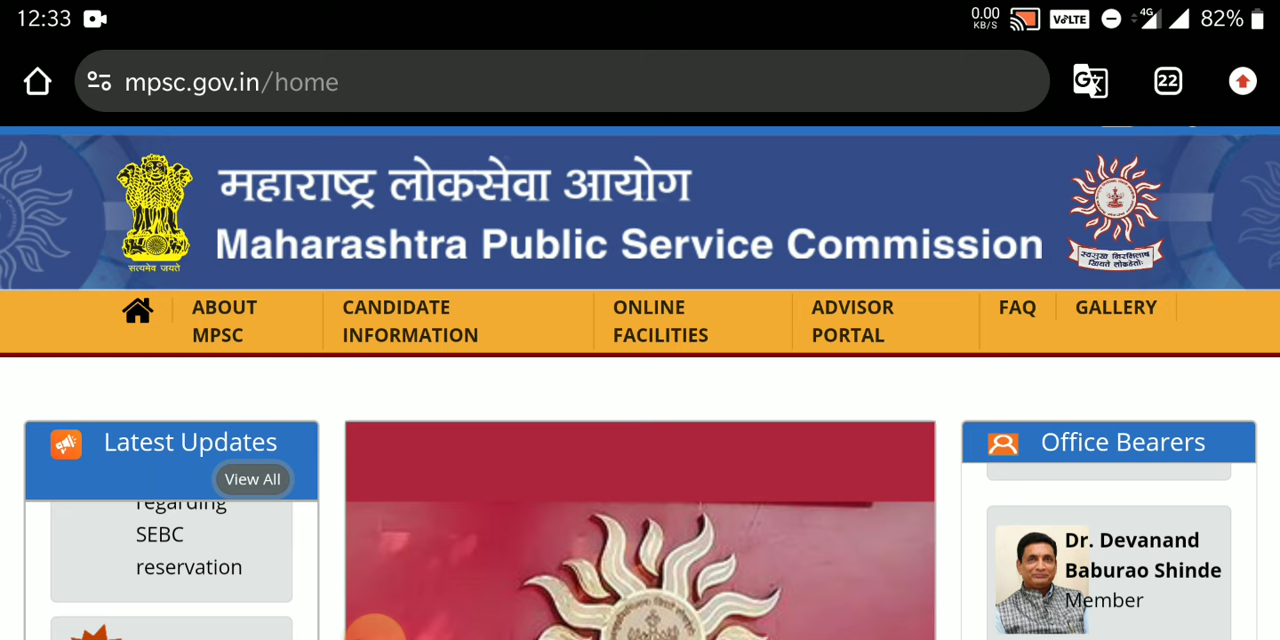 12:33
0.00
KB/S
VoLTE
4G
82%
mpsc.gov.in/home
22
महाराष्ट्र लोकसेवा आयोग
Maharashtra Public Service Commission
सत्यमेव जयते
ABOUT
MPSC
CANDIDATE
INFORMATION
ONLINE
FACILITIES
ADVISOR
PORTAL
FAQ
GALLERY
Latest Updates
View All
regarding
SEBC
reservation
Office Bearers
Dr. Devanand
Baburao Shinde
Member